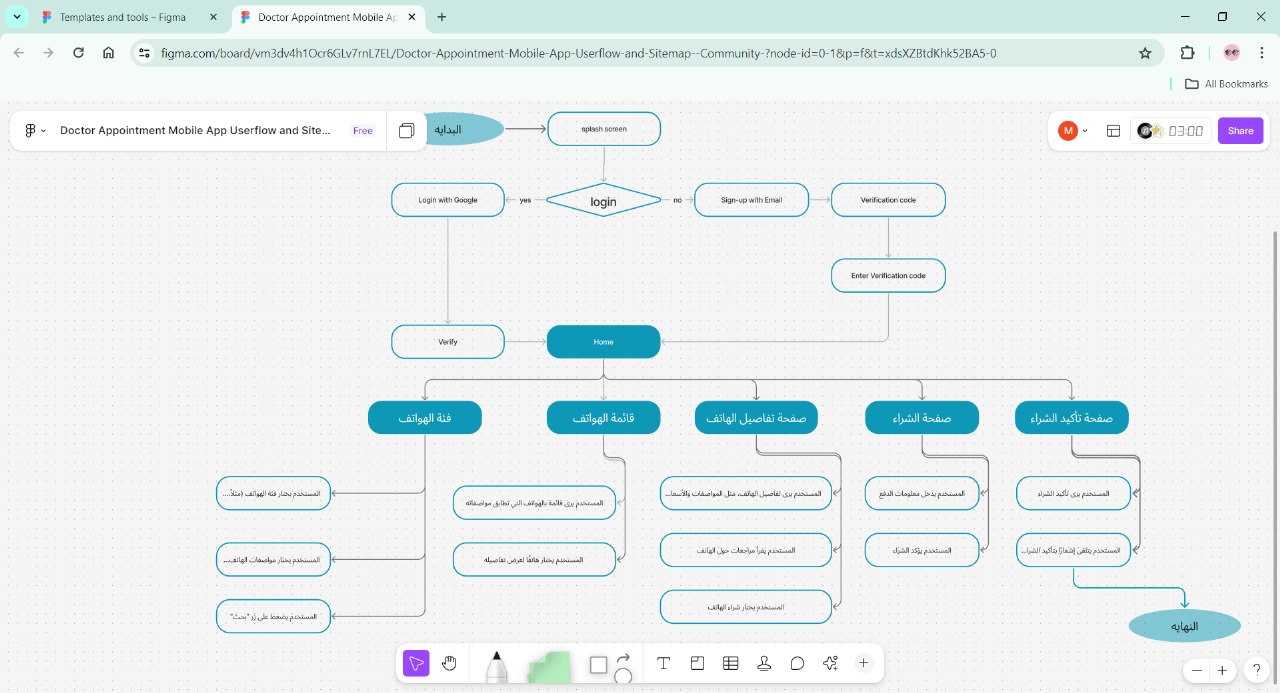 Templates and tools – Figma
Doctor Appointment Mobile Ap
figma.com/board/vm3dv4h1Ocr6GLv7rnL7EL/Doctor-Appointment-Mobile-App-Userflow-and-Sitemap--Community-?node-id=0-1&p=f&t=xdsXZBtdKhk52BA5-0
All Bookmarks
Doctor Appointment Mobile App Userflow and Site...
Free
M
03:00
Share
البدايه
splash screen
Login with Google
yes
login
no
Sign-up with Email
Verification code
Enter Verification code
Verify
Home
فئة الهواتف
قائمة الهواتف
صفحة تفاصيل الهاتف
صفحة الشراء
صفحة تأكيد الشراء
المستخدم يختار فئة الهواتف (مثلاً....
المستخدم يرى قائمة بالهواتف التي تطابق مواصفاته
المستخدم يرى تفاصيل الهاتف، مثل المواصفات والأسعا...
المستخدم يدخل معلومات الدفع
المستخدم يرى تأكيد الشراء
المستخدم يختار مواصفات الهاتف...
المستخدم يختار هاتفًا لعرض تفاصيله
المستخدم يقرأ مراجعات حول الهاتف
المستخدم يؤكد الشراء
المستخدم يتلقى إشعارًا بتأكيد الشرا...
المستخدم يضغط على زر "بحث"
المستخدم يختار شراء الهاتف
النهايه